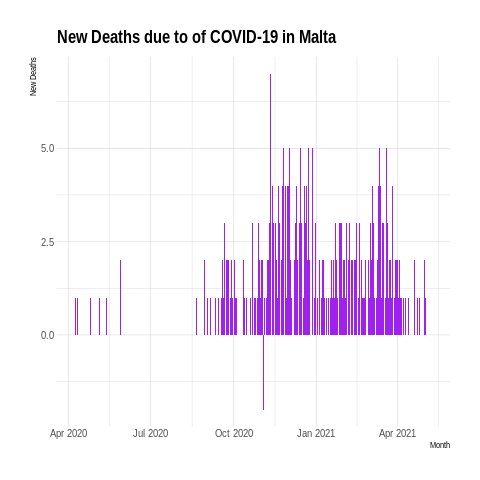 New Deaths due to of COVID-19 in Malta
New Deaths
5.0
2.5
0.0
Apr 2020 Jul 2020 Oct 2020 Jan 2021 Apr 2021
Month